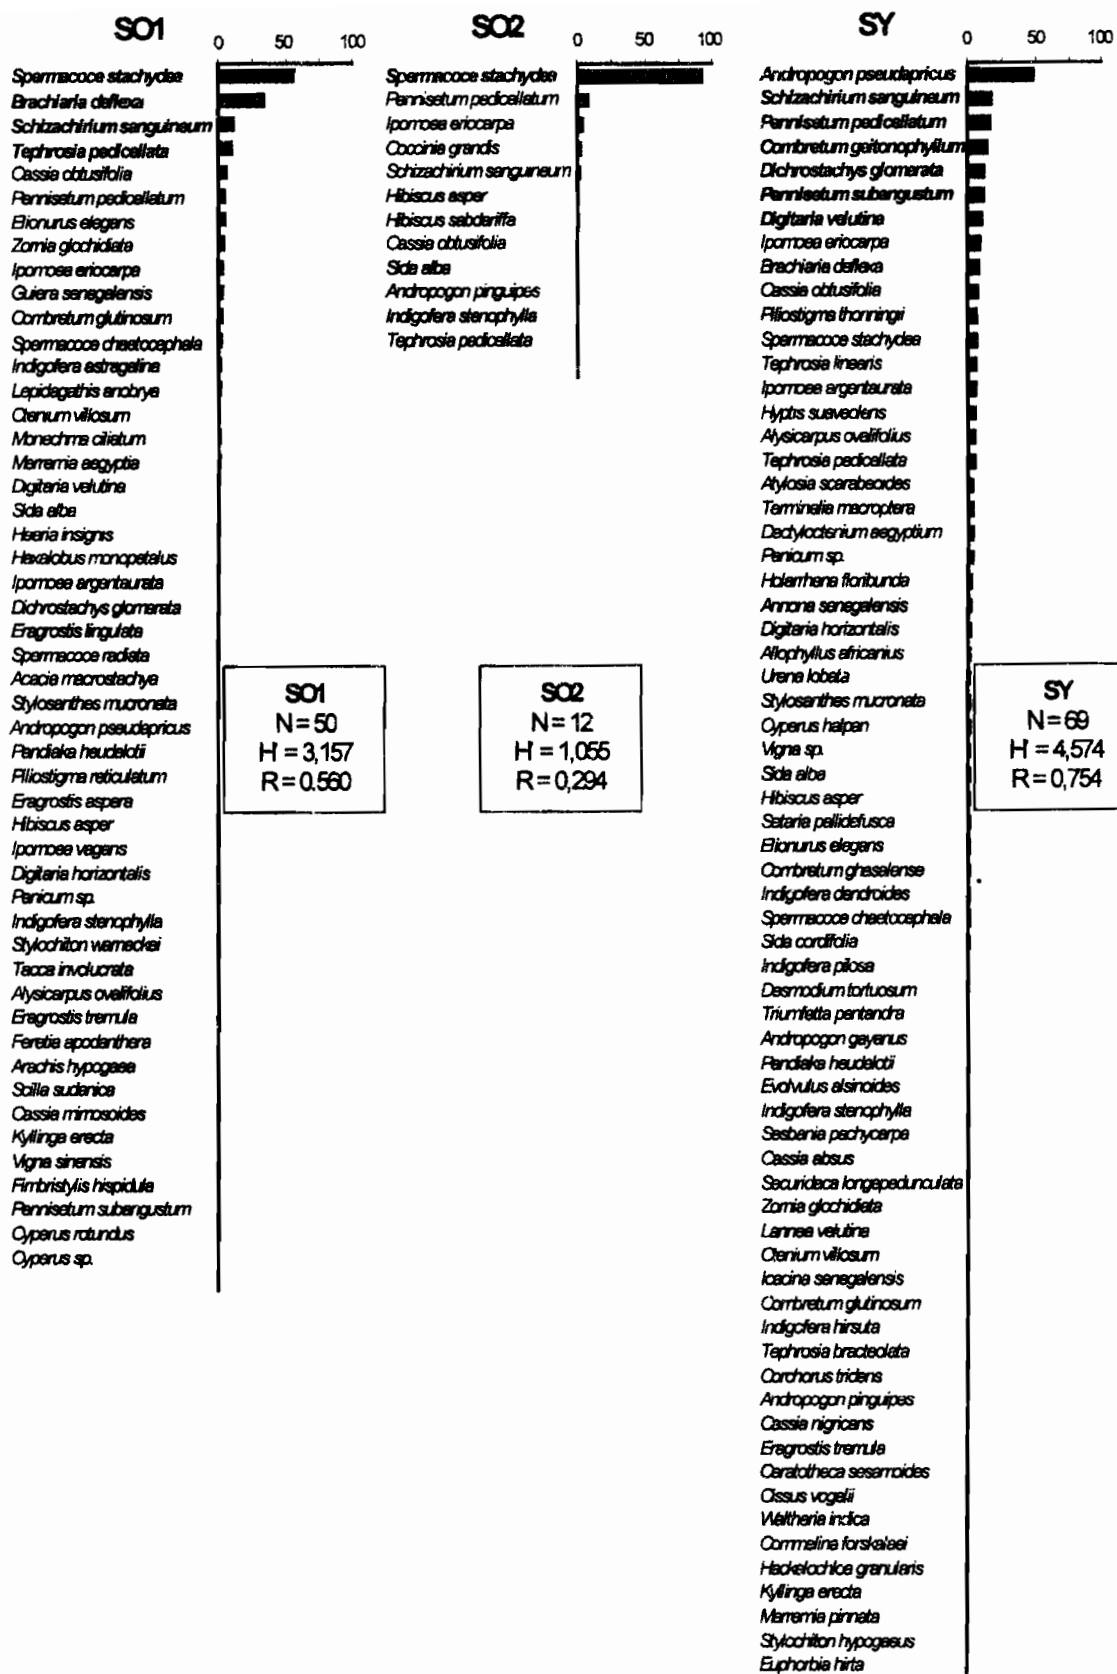 SO1
0 50 100
Spermacoce stachydea
Brachiaria deflexa
Schizachirium sanguineum
Tephrosia pedicellata
Cassia obtusifolia
Pennisetum pedicellatum
Elionurus elegans
Zornia glochidiata
Ipomoea eriocarpa
Guiera senegalensis
Combretum glutinosum
Spermacoce chaetocephala
Indigofera astragalina
Lepidagathis anobrya
Ctenium villosum
Monechma ciliatum
Merremia aegyptia
Digitaria velutina
Sida alba
Heeria insignis
Hexalobus monopetalus
Ipomoea argentaurata
Dichrostachys glomerata
Eragrostis lingulata
Spermacoce radiata
Acacia macrostachya
Stylosanthes mucronata
Andropogon pseudapricus
Pandiaka heudelotii
Piliostigma reticulatum
Eragrostis aspera
Hibiscus asper
Ipomoea vagans
Digitaria horizontalis
Panicum sp.
Indigofera stenophylla
Stylochiton warneckei
Tacca involucrata
Alysicarpus ovalifolius
Eragrostis tremula
Feretia apodanthera
Arachis hypogaea
Scilla sudanica
Cassia mimosoides
Kyllinga erecta
Vigna sinensis
Fimbristylis hispidula
Pennisetum subangustum
Cyperus rotundus
Cyperus sp.
SO1
N = 50
H' = 3,157
R = 0.560
SO2
0 50 100
Spermacoce stachydea
Pennisetum pedicellatum
Ipomoea eriocarpa
Coccinia grandis
Schizachirium sanguineum
Hibiscus asper
Hibiscus sabdariffa
Cassia obtusifolia
Sida alba
Andropogon pinguipes
Indigofera stenophylla
Tephrosia pedicellata
SO2
N = 12
H' = 1,055
R = 0,294
SY
0 50 100
Andropogon pseudapricus
Schizachirium sanguineum
Pennisetum pedicellatum
Combretum geitonophyllum
Dichrostachys glomerata
Pennisetum subangustum
Digitaria velutina
Ipomoea eriocarpa
Brachiaria deflexa
Cassia obtusifolia
Piliostigma thonningii
Spermacoce stachydea
Tephrosia linearis
Ipomoea argentaurata
Hyptis suaveolens
Alysicarpus ovalifolius
Tephrosia pedicellata
Atylosia scarabeoides
Terminalia macroptera
Dactyloctenium aegyptium
Panicum sp.
Holarrhena floribunda
Annona senegalensis
Digitaria horizontalis
Allophyllus africanius
Urena lobata
Stylosanthes mucronata
Cyperus halpan
Vigna sp.
Sida alba
Hibiscus asper
Setaria pallidefusca
Elionurus elegans
Combretum ghasalense
Indigofera dendroides
Spermacoce chaetocephala
Sida cordifolia
Indigofera pilosa
Desmodium tortuosum
Triumfetta pentandra
Andropogon gayanus
Pandiaka heudelotii
Evolvulus alsinoides
Indigofera stenophylla
Sesbania pachycarpa
Cassia absus
Securidaca longepedunculata
Zornia glochidiata
Lannea velutina
Ctenium villosum
Icacina senegalensis
Combretum glutinosum
Indigofera hirsuta
Tephrosia bracteolata
Corchorus tridens
Andropogon pinguipes
Cassia nigricans
Eragrostis tremula
Ceratotheca sesamoides
Cissus vogelii
Waltheria indica
Commelina forskalaei
Hackelochloa granularis
Kyllinga erecta
Merremia pinnata
Stylochiton hypogaeus
Euphorbia hirta
SY
N = 69
H' = 4,574
R = 0,754